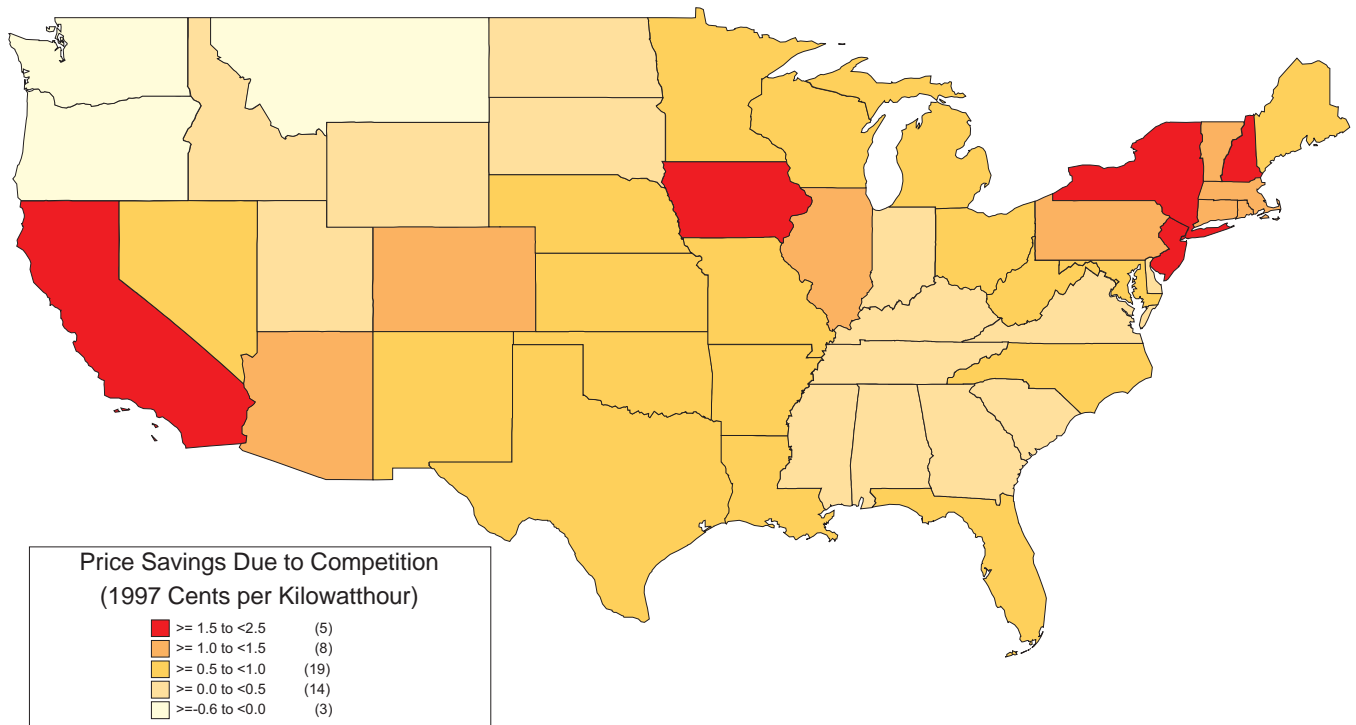 Price Savings Due to Competition
(1997 Cents per Kilowatthour)
>= 1.5 to <2.5 (5)
>= 1.0 to <1.5 (8)
>= 0.5 to <1.0 (19)
>= 0.0 to <0.5 (14)
>=-0.6 to <0.0 (3)